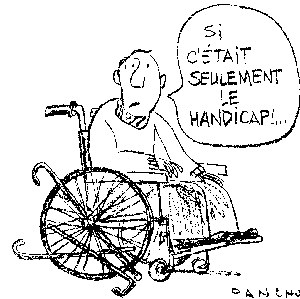 SI
C'ÉTAIT
SEULEMENT
LE
HANDICAP!...
PANCHO